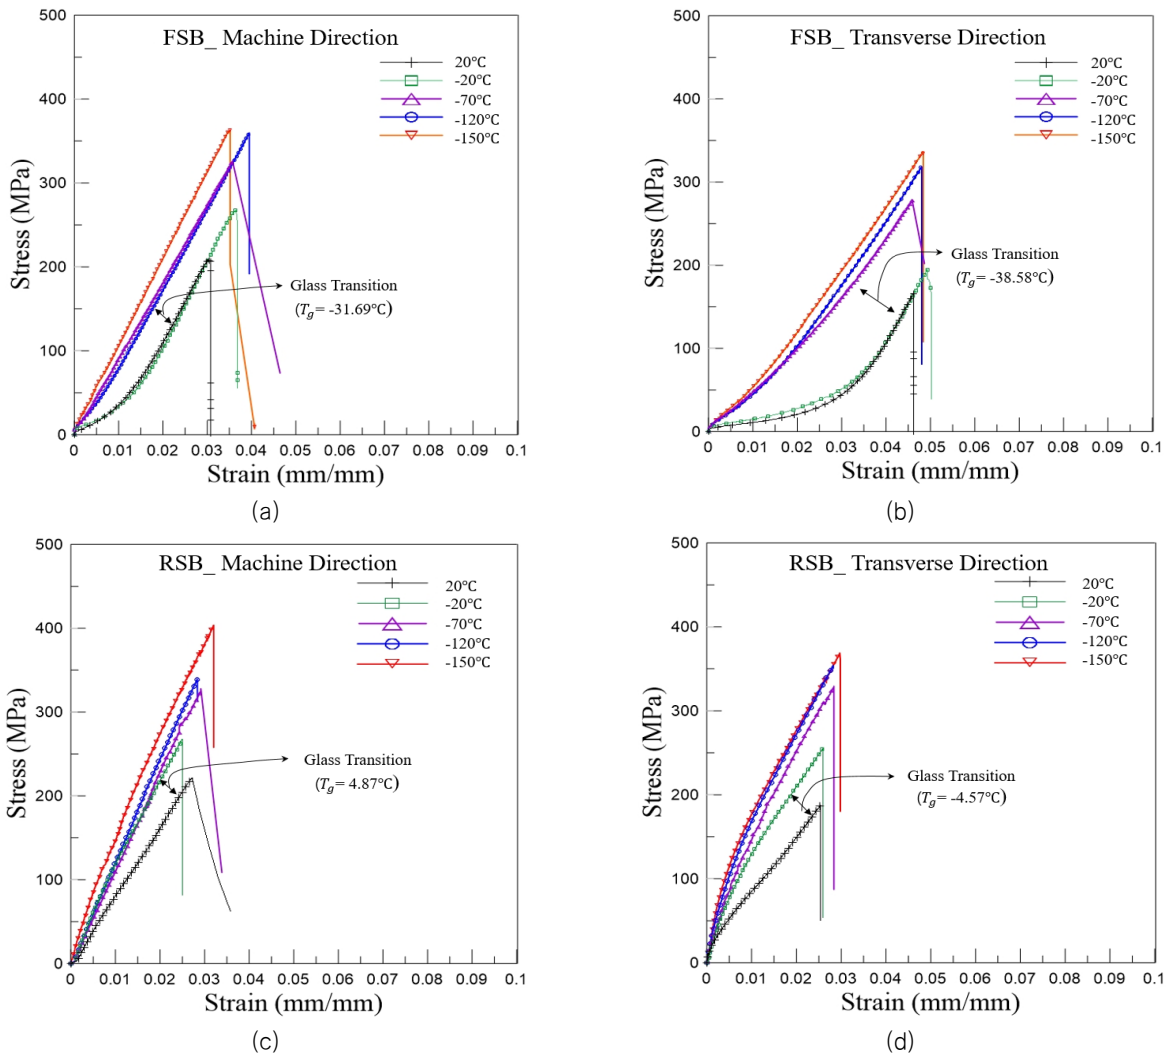 FSB_ Machine Direction
500
400
300
200
100
0
Stress (MPa)
20℃
-20℃
-70℃
-120℃
-150℃
Glass Transition
(Tg= -31.69℃)
0 0.01 0.02 0.03 0.04 0.05 0.06 0.07 0.08 0.09 0.1
Strain (mm/mm)
(a)
FSB_ Transverse Direction
500
400
300
200
100
0
Stress (MPa)
20℃
-20℃
-70℃
-120℃
-150℃
Glass Transition
(Tg= -38.58℃)
0 0.01 0.02 0.03 0.04 0.05 0.06 0.07 0.08 0.09 0.1
Strain (mm/mm)
(b)
RSB_ Machine Direction
500
400
300
200
100
0
Stress (MPa)
20℃
-20℃
-70℃
-120℃
-150℃
Glass Transition
(Tg= 4.87℃)
0 0.01 0.02 0.03 0.04 0.05 0.06 0.07 0.08 0.09 0.1
Strain (mm/mm)
(c)
RSB_ Transverse Direction
500
400
300
200
100
0
Stress (MPa)
20℃
-20℃
-70℃
-120℃
-150℃
Glass Transition
(Tg= -4.57℃)
0 0.01 0.02 0.03 0.04 0.05 0.06 0.07 0.08 0.09 0.1
Strain (mm/mm)
(d)